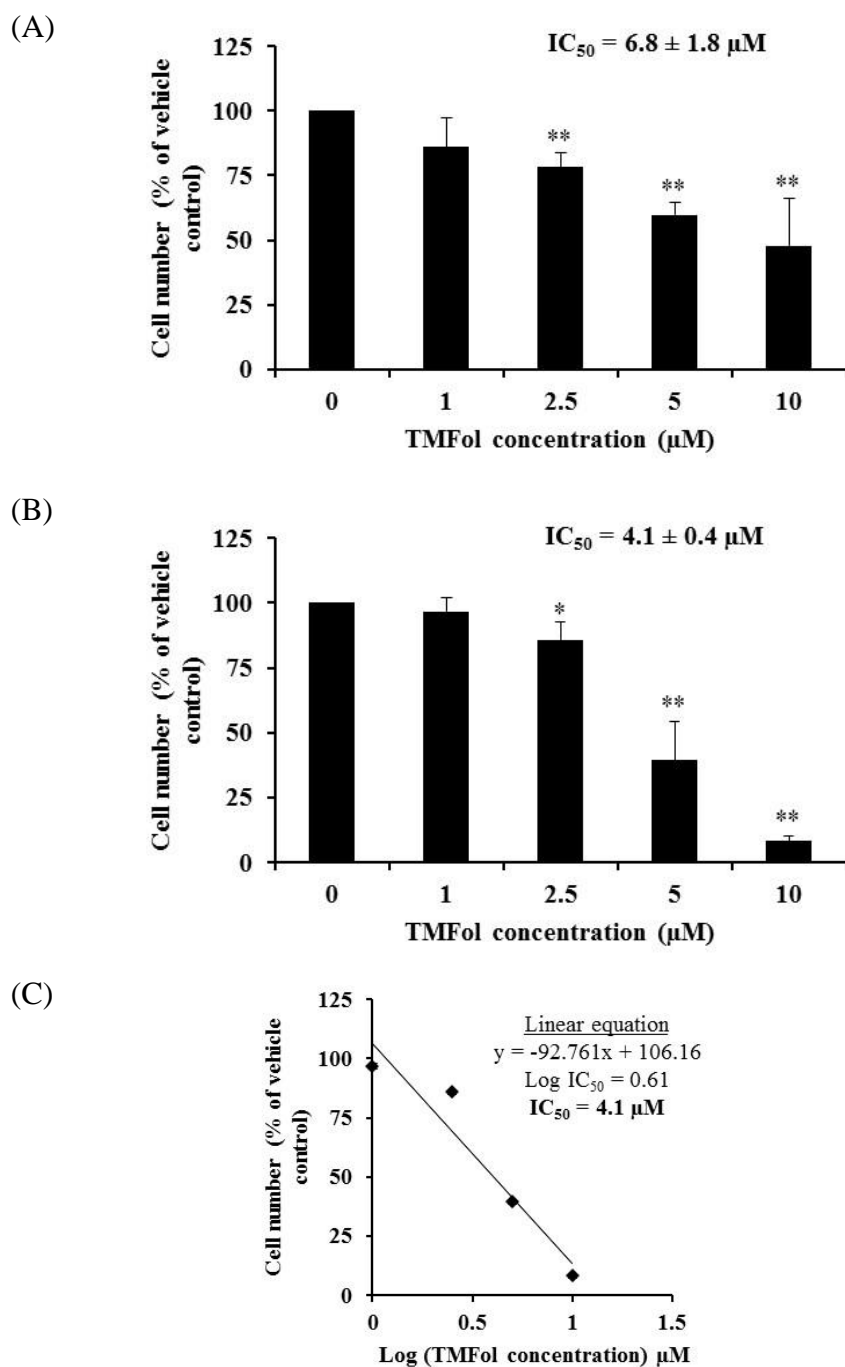 (A)
IC₅₀ = 6.8 ± 1.8 µM
Cell number (% of vehicle
control)
125
100
75
50
25
0
**
**
**
0 1 2.5 5 10
TMFol concentration (µM)
(B)
IC₅₀ = 4.1 ± 0.4 µM
Cell number (% of vehicle
control)
125
100
75
50
25
0
*
**
**
0 1 2.5 5 10
TMFol concentration (µM)
(C)
Cell number (% of vehicle
control)
125
100
75
50
25
0
Linear equation
y = -92.761x + 106.16
Log IC₅₀ = 0.61
IC₅₀ = 4.1 µM
0 0.5 1 1.5
Log (TMFol concentration) µM